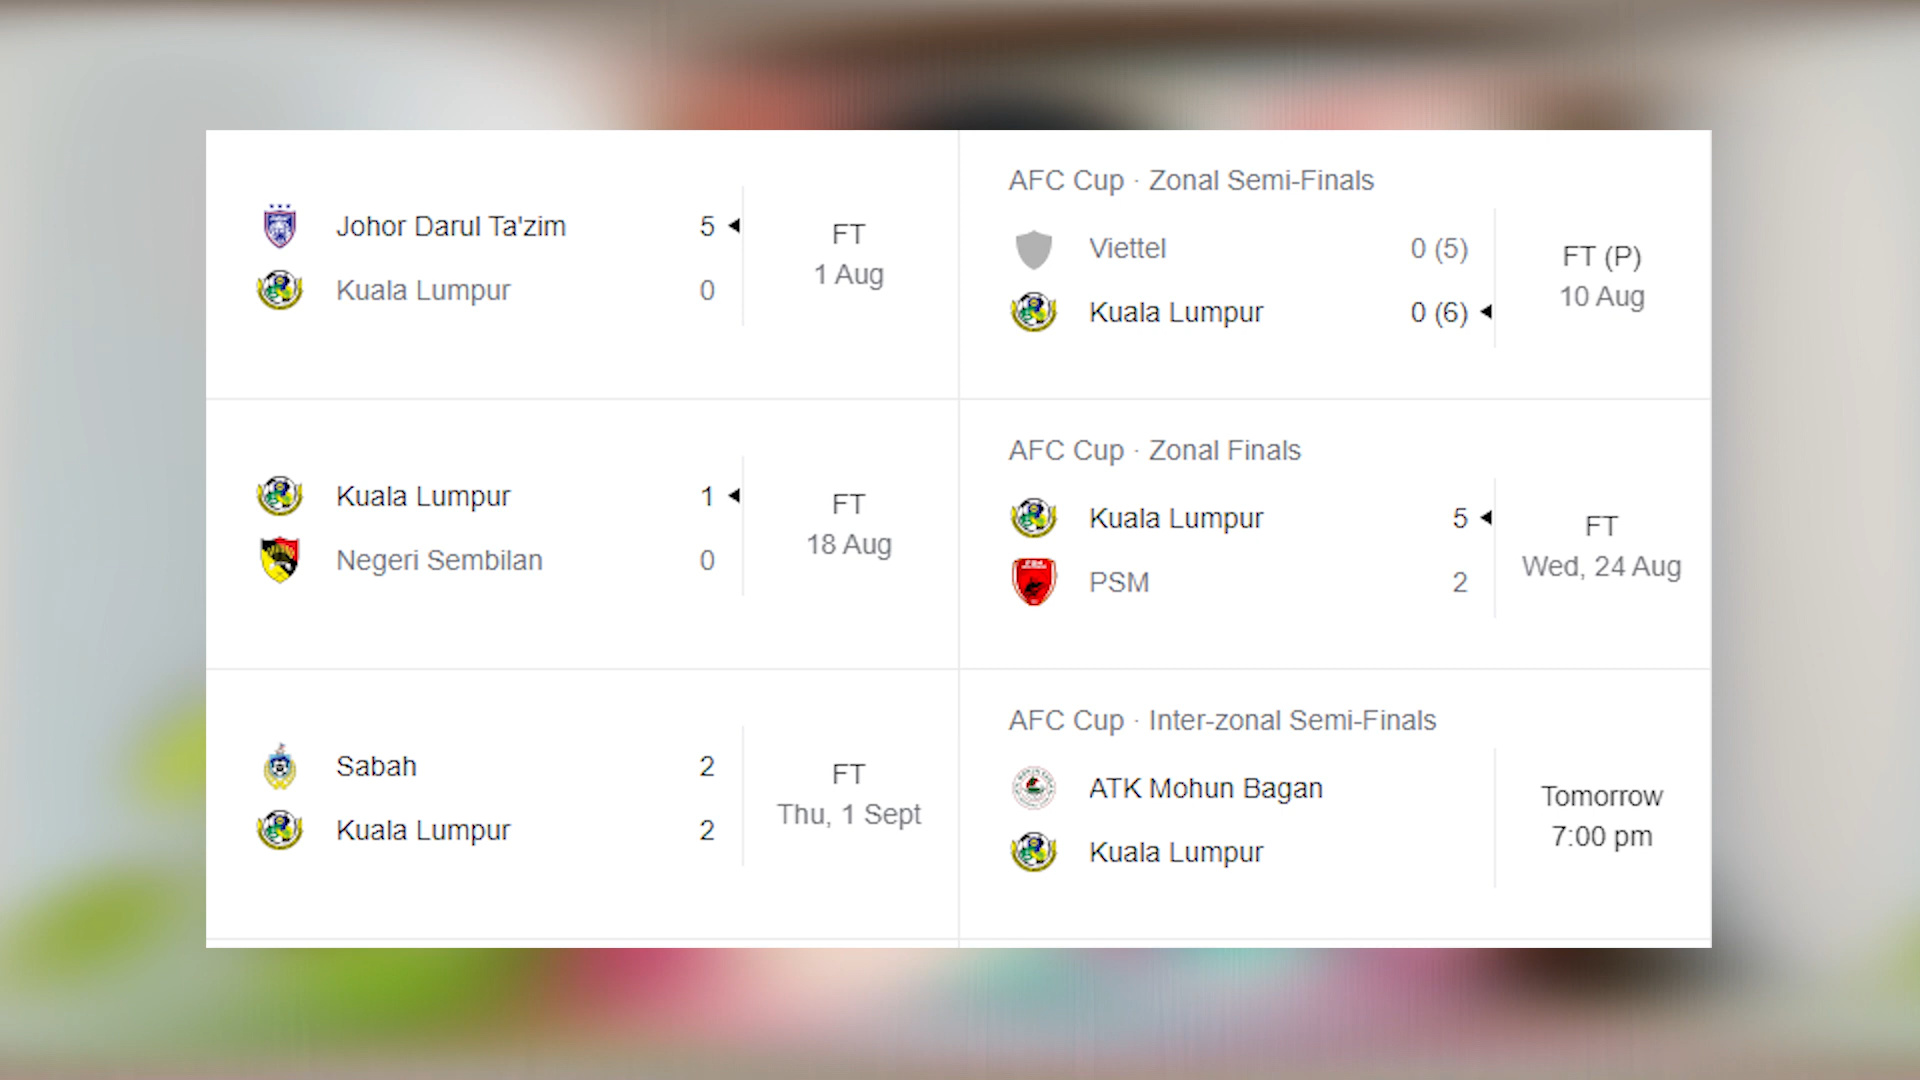 Johor Darul Ta'zim 5
Kuala Lumpur 0
FT
1 Aug
AFC Cup · Zonal Semi-Finals
Viettel 0 (5)
Kuala Lumpur 0 (6)
FT (P)
10 Aug
Kuala Lumpur 1
Negeri Sembilan 0
FT
18 Aug
AFC Cup · Zonal Finals
Kuala Lumpur 5
PSM 2
FT
Wed, 24 Aug
Sabah 2
Kuala Lumpur 2
FT
Thu, 1 Sept
AFC Cup · Inter-zonal Semi-Finals
ATK Mohun Bagan
Kuala Lumpur
Tomorrow
7:00 pm